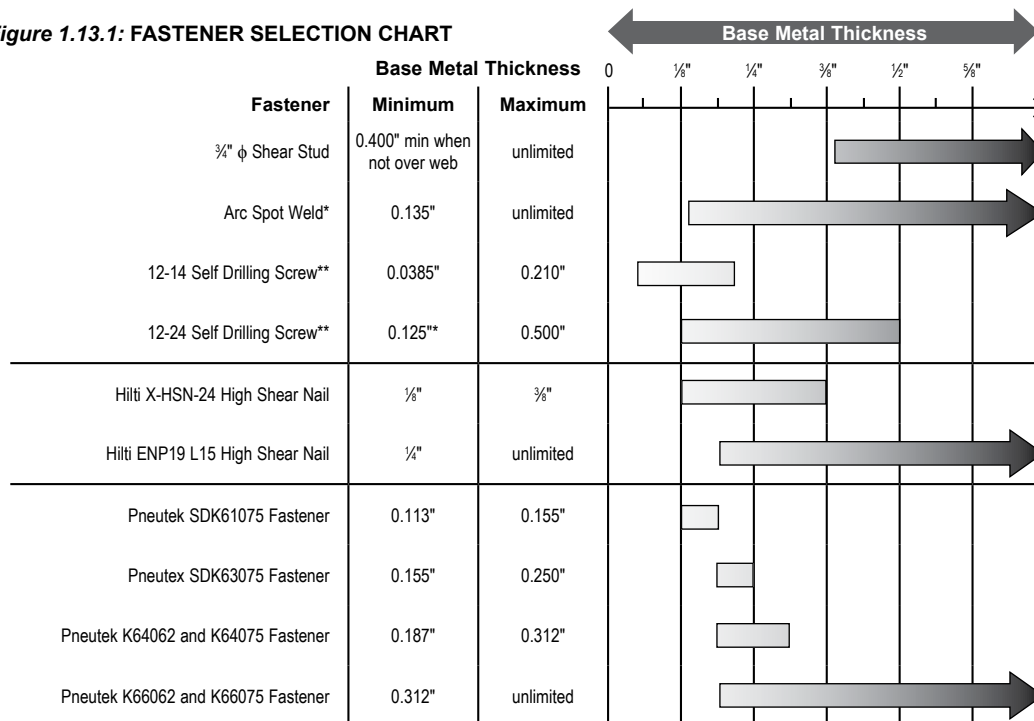 igure 1.13.1: FASTENER SELECTION CHART
Base Metal Thickness
Base Metal Thickness 0 ⅛" ¼" ⅜" ½" ⅝"
Fastener Minimum Maximum
¾" ϕ Shear Stud 0.400" min when not over web unlimited
Arc Spot Weld* 0.135" unlimited
12-14 Self Drilling Screw** 0.0385" 0.210"
12-24 Self Drilling Screw** 0.125"* 0.500"
Hilti X-HSN-24 High Shear Nail ⅛" ⅜"
Hilti ENP19 L15 High Shear Nail ¼" unlimited
Pneutek SDK61075 Fastener 0.113" 0.155"
Pneutex SDK63075 Fastener 0.155" 0.250"
Pneutek K64062 and K64075 Fastener 0.187" 0.312"
Pneutek K66062 and K66075 Fastener 0.312" unlimited